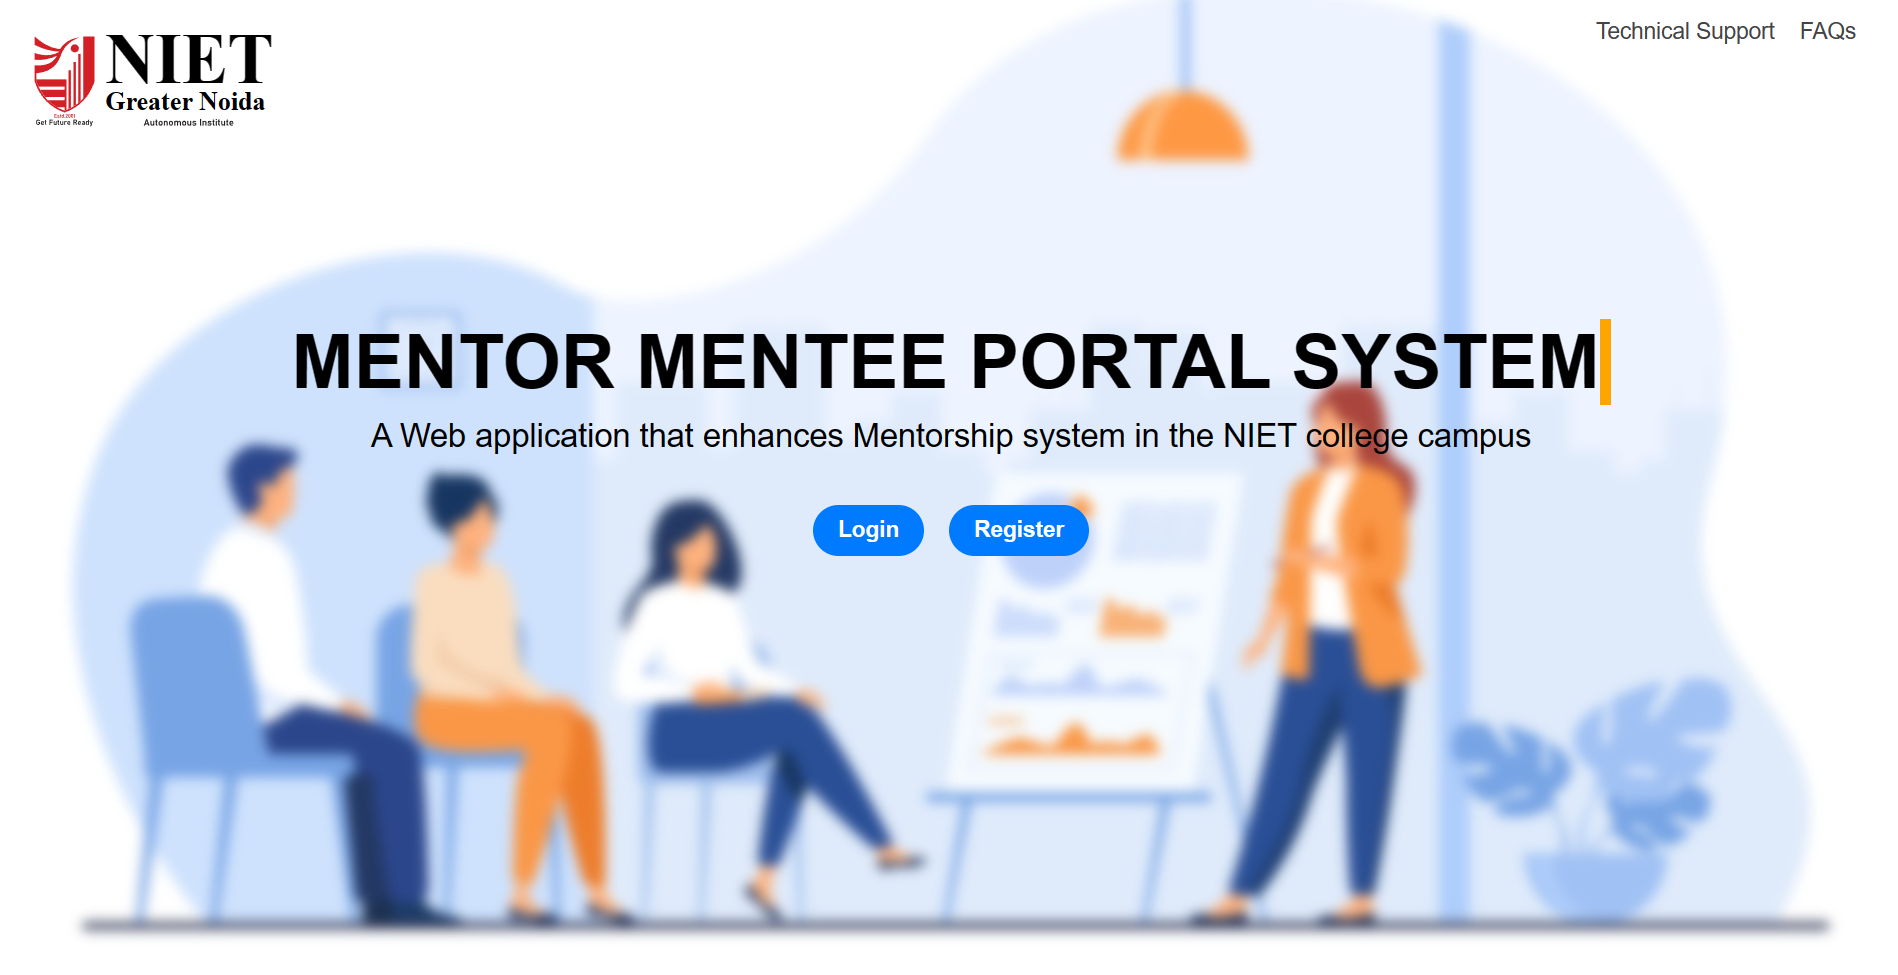 NIET
Greater Noida
Estd.2001
Get Future Ready
Autonomous Institute
Technical Support
FAQs
MENTOR MENTEE PORTAL SYSTEM
A Web application that enhances Mentorship system in the NIET college campus
Login
Register